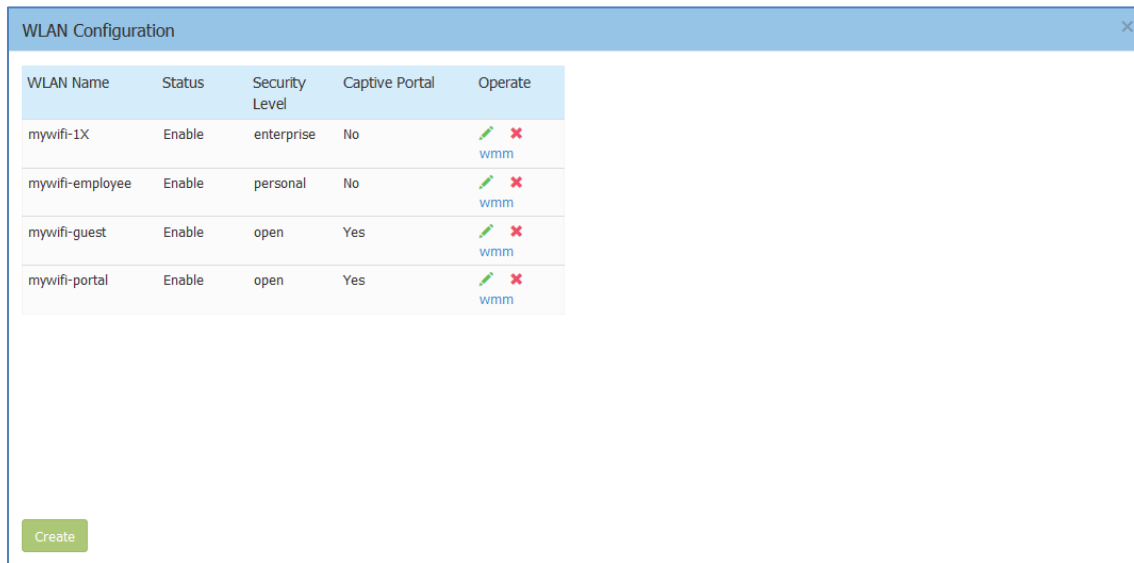 WLAN Configuration
WLAN Name Status Security Level Captive Portal Operate
mywifi-1X Enable enterprise No
wmm
mywifi-employee Enable personal No
wmm
mywifi-guest Enable open Yes
wmm
mywifi-portal Enable open Yes
wmm
Create